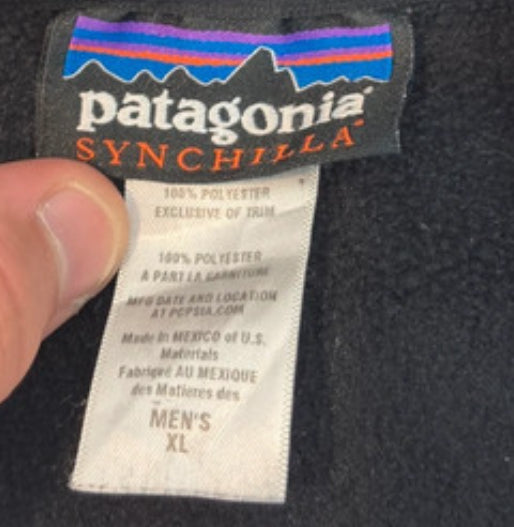 patagonia
SYNCHILLA
100% POLYESTER
EXCLUSIVE OF TRIM
100% POLYESTER
A PART LA GARNITURE
MFG DATE AND LOCATION
AT PCPSIA.COM
Made in MEXICO of U.S.
Materials
Fabriqué AU MEXIQUE
des Matieres des
MEN'S
XL